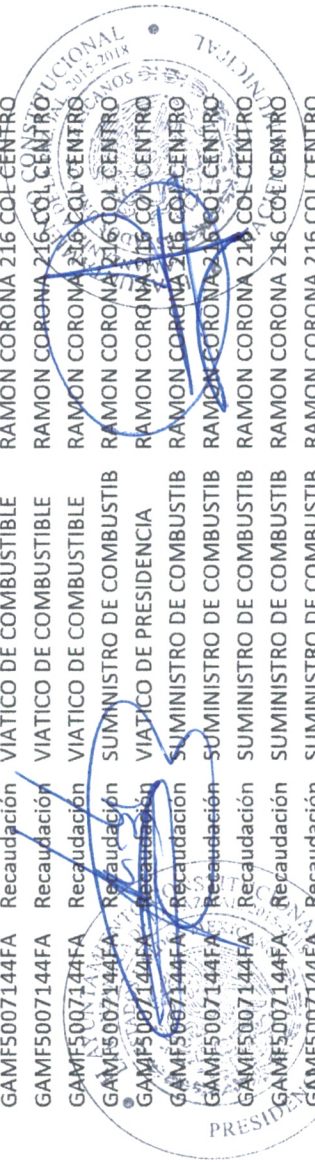 GAMF5007144FA Recaudación VIATICO DE COMBUSTIBLE RAMON CORONA 216 COL CENTRO
GAMF5007144FA Recaudación VIATICO DE COMBUSTIBLE RAMON CORONA 216 COL CENTRO
GAMF5007144FA Recaudación VIATICO DE COMBUSTIBLE RAMON CORONA 216 COL CENTRO
GAMF5007144FA Recaudación SUMINISTRO DE COMBUSTIB RAMON CORONA 216 COL CENTRO
GAMF5007144FA Recaudación VIATICO DE PRESIDENCIA RAMON CORONA 216 COL CENTRO
GAMF5007144FA Recaudación SUMINISTRO DE COMBUSTIB RAMON CORONA 216 COL CENTRO
GAMF5007144FA Recaudación SUMINISTRO DE COMBUSTIB RAMON CORONA 216 COL CENTRO
GAMF5007144FA Recaudación SUMINISTRO DE COMBUSTIB RAMON CORONA 216 COL CENTRO
GAMF5007144FA Recaudación SUMINISTRO DE COMBUSTIB RAMON CORONA 216 COL CENTRO
GAMF5007144FA Recaudación SUMINISTRO DE COMBUSTIB RAMON CORONA 216 COL CENTRO
2015-2018
MUNICIPAL